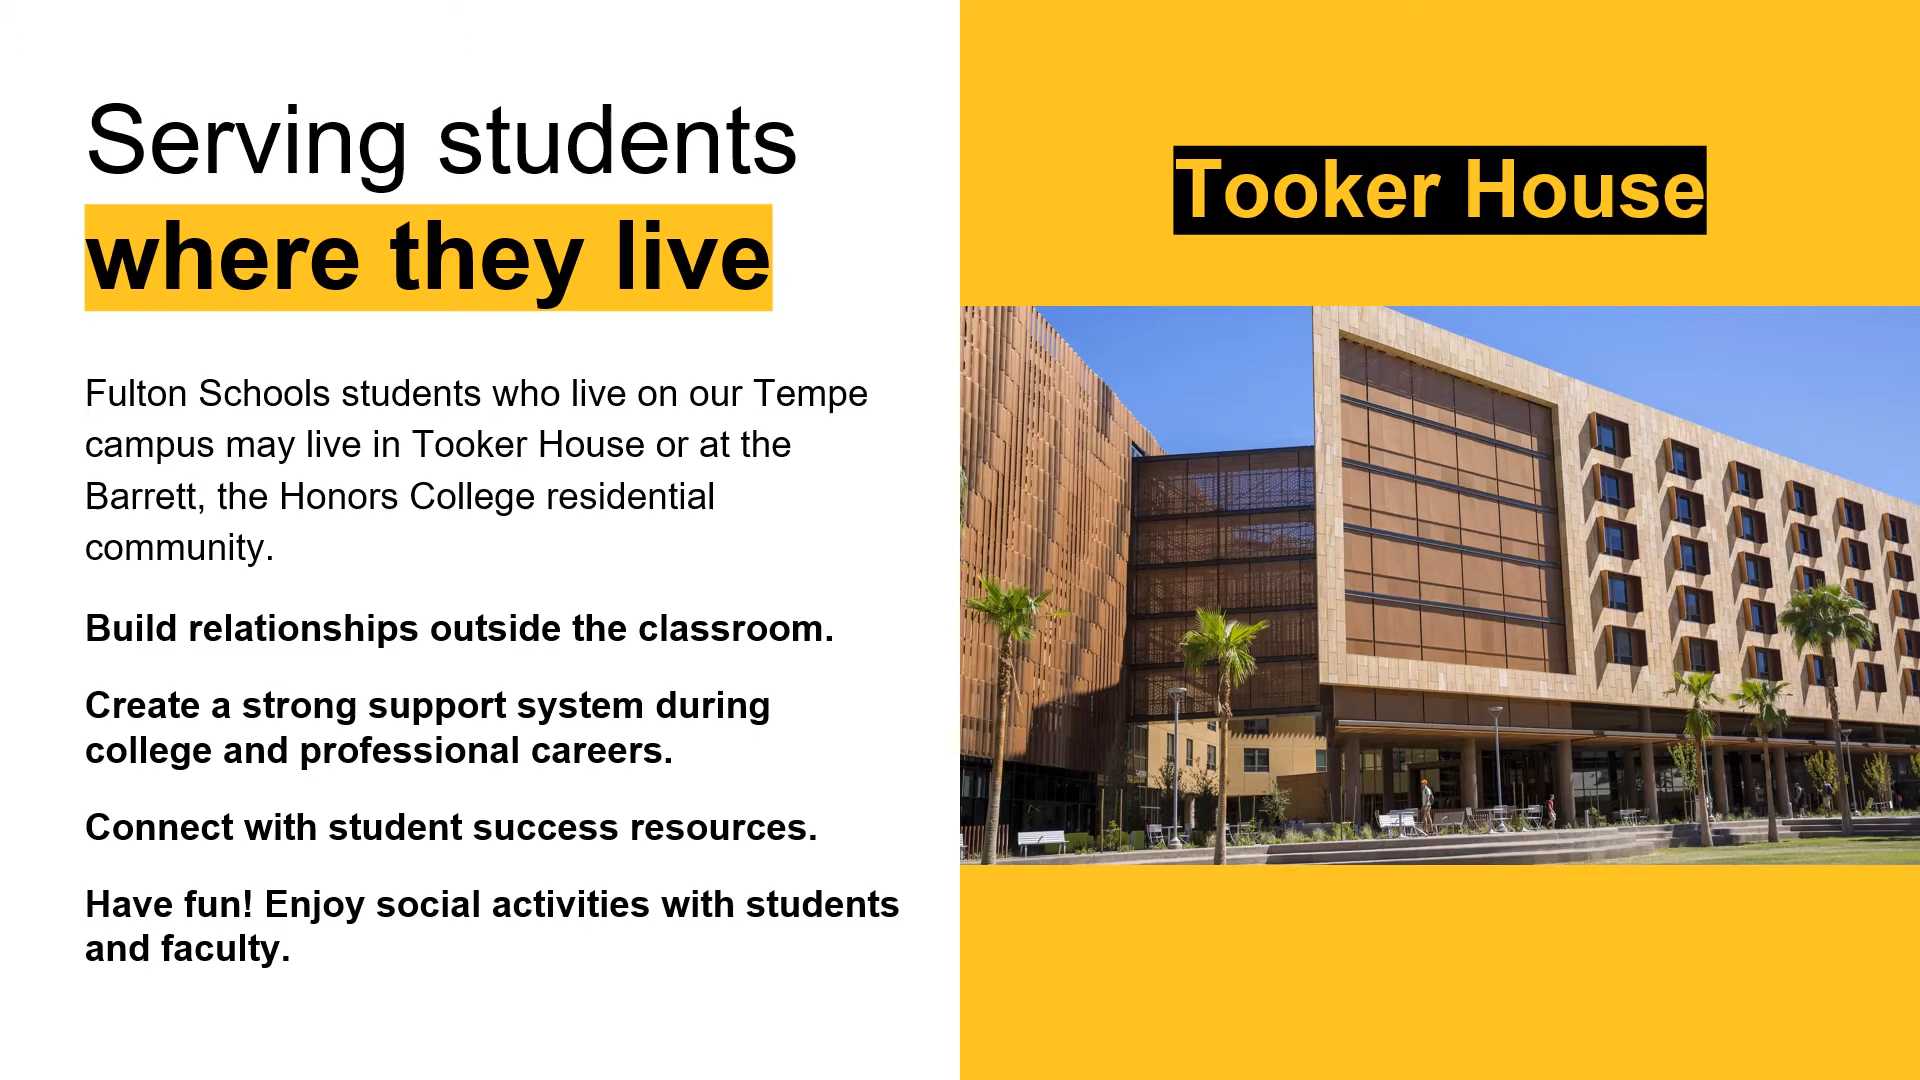 Serving students
where they live
Fulton Schools students who live on our Tempe
campus may live in Tooker House or at the
Barrett, the Honors College residential
community.
Build relationships outside the classroom.
Create a strong support system during
college and professional careers.
Connect with student success resources.
Have fun! Enjoy social activities with students
and faculty.
Tooker House